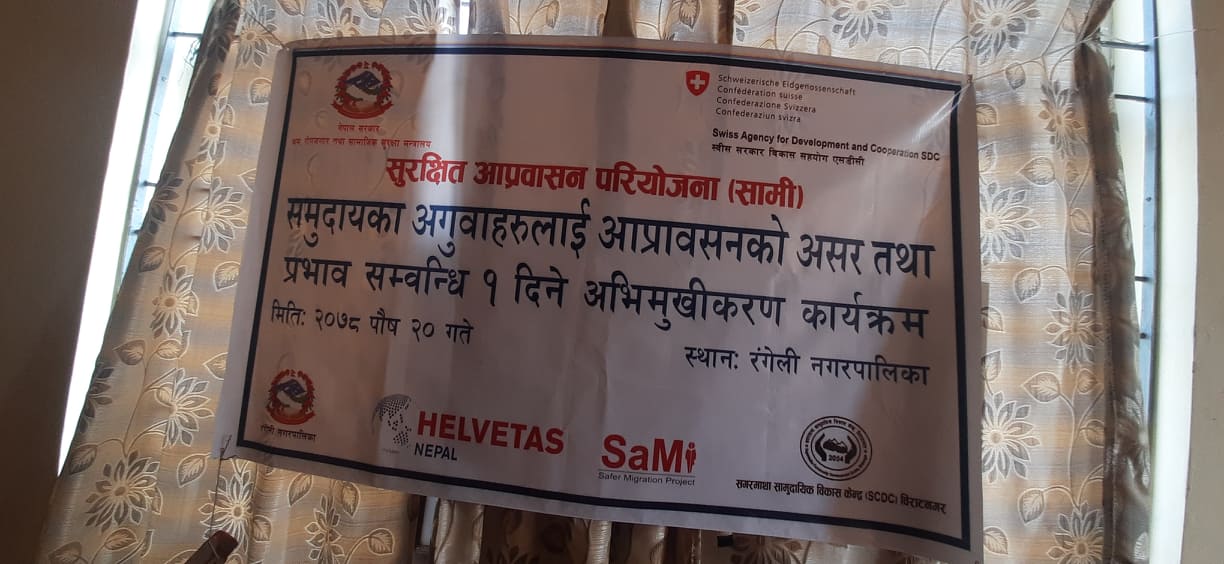 नेपाल सरकार
श्रम रोजगार तथा सामाजिक सुरक्षा मन्त्रालय
Schweizerische Eidgenossenschaft
Confédération suisse
Confederazione Svizzera
Confederaziun svizra
Swiss Agency for Development and Cooperation SDC
स्वीस सरकार विकास सहयोग एसडीसी
सुरक्षित आप्रवासन परियोजना (सामी)
समुदायका अगुवाहरुलाई आप्रावसनको असर तथा
प्रभाव सम्वन्धि १ दिने अभिमुखीकरण कार्यक्रम
मिति: २०७८ पौष २० गते
स्थान: रंगेली नगरपालिका
रंगेली नगरपालिका
HELVETAS
NEPAL
SaMi
Safer Migration Project
2054
सगरमाथा सामुदायिक विकास केन्द्र (SCDC) विराटनगर